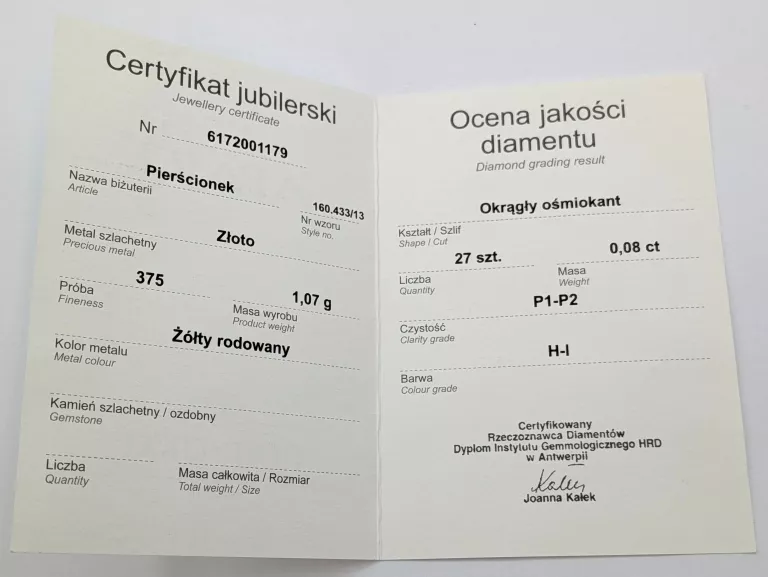 Certyfikat jubilerski
Jewellery certificate
Nr 6172001179
Pierścionek
160.433/13
Nazwa biżuterii
Article
Nr wzoru
Style no.
Złoto
Metal szlachetny
Precious metal
375
1,07 g
Próba
Fineness
Masa wyrobu
Product weight
Żółty rodowany
Kolor metalu
Metal colour
Kamień szlachetny / ozdobny
Gemstone
Liczba
Quantity
Masa całkowita / Rozmiar
Total weight / Size
Ocena jakości
diamentu
Diamond grading result
Okrągły ośmiokant
Kształt / Szlif
Shape / Cut
27 szt.
0,08 ct
Liczba
Quantity
Masa
Weight
P1-P2
Czystość
Clarity grade
H-I
Barwa
Colour grade
Certyfikowany
Rzeczoznawca Diamentów
Dyplom Instytutu Gemmologicznego HRD
w Antwerpii
Joanna Kałek